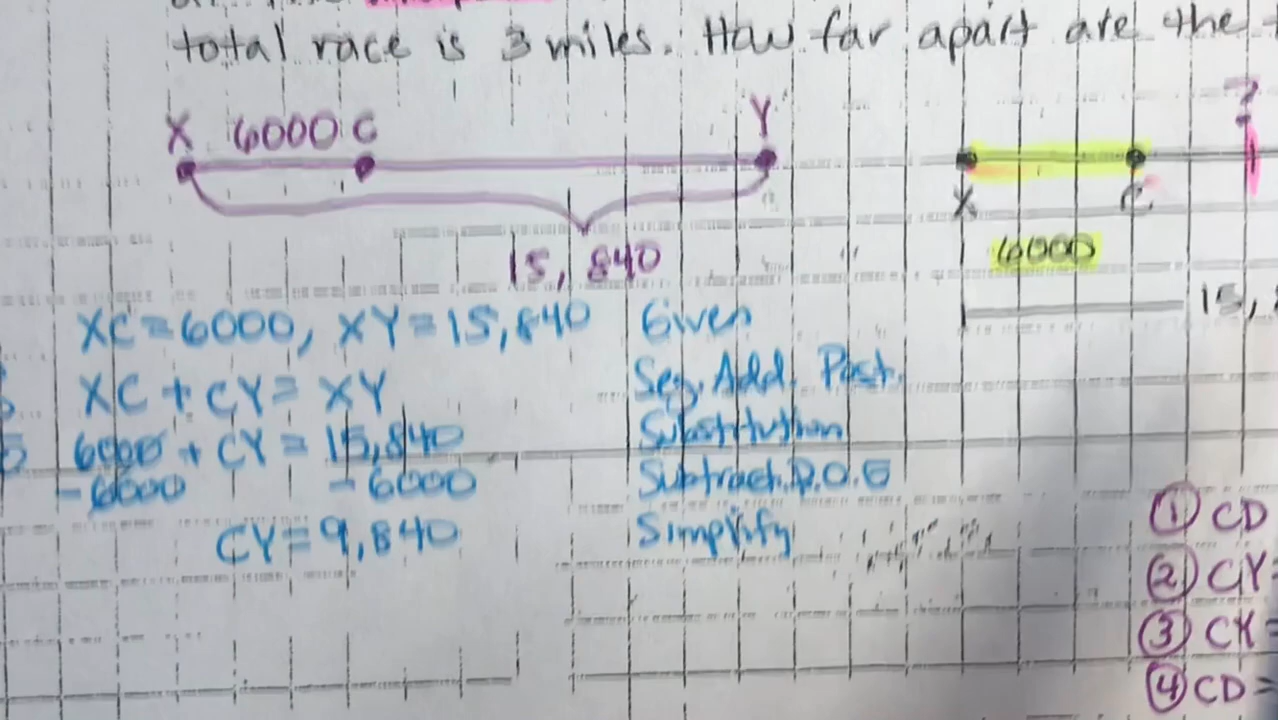 total race is 3 miles. How far apart are the
X 6000 C Y
15,840
?
X C
6000
15,
XC = 6000, XY = 15,840 Given
XC + CY = XY Seg. Add. Post.
6000 + CY = 15,840 Substitution
-6000 -6000 Subtract. P.O.E
CY = 9,840 Simplify
① CD
② CY=
③ CX=
④ CD=